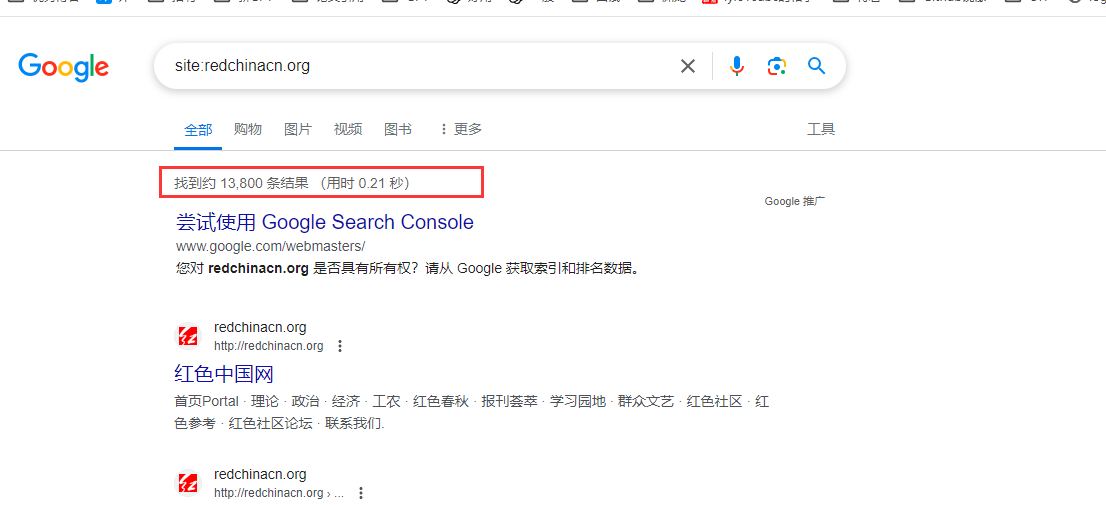 Google
site:redchinacn.org
全部 购物 图片 视频 图书 更多 工具
找到约 13,800 条结果 （用时 0.21 秒）
Google 推广
尝试使用 Google Search Console
www.google.com/webmasters/
您对 redchinacn.org 是否具有所有权？请从 Google 获取索引和排名数据。
redchinacn.org
http://redchinacn.org
红色中国网
首页Portal · 理论 · 政治 · 经济 · 工农 · 红色春秋 · 报刊荟萃 · 学习园地 · 群众文艺 · 红色社区 · 红
色参考 · 红色社区论坛 · 联系我们.
redchinacn.org
http://redchinacn.org › ...